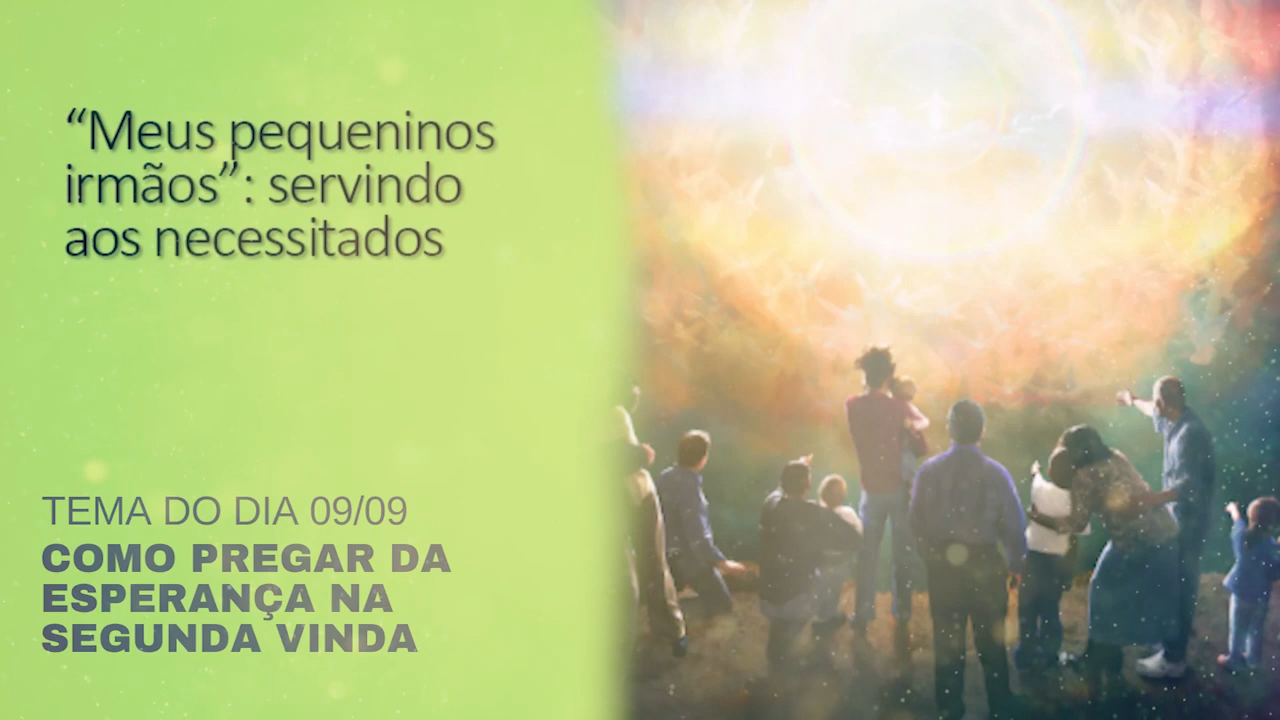 “Meus pequeninos
irmãos”: servindo
aos necessitados
TEMA DO DIA 09/09
COMO PREGAR DA
ESPERANÇA NA
SEGUNDA VINDA